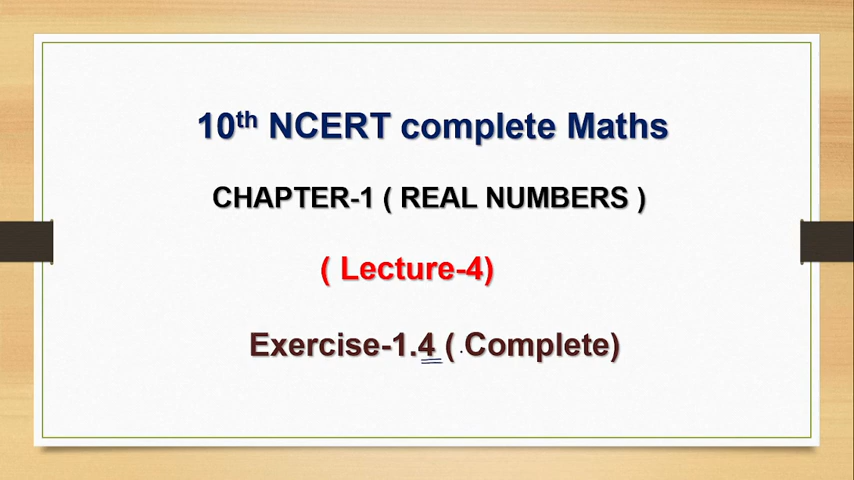 10th NCERT complete Maths
CHAPTER-1 ( REAL NUMBERS )
( Lecture-4)
Exercise-1.4 ( Complete)